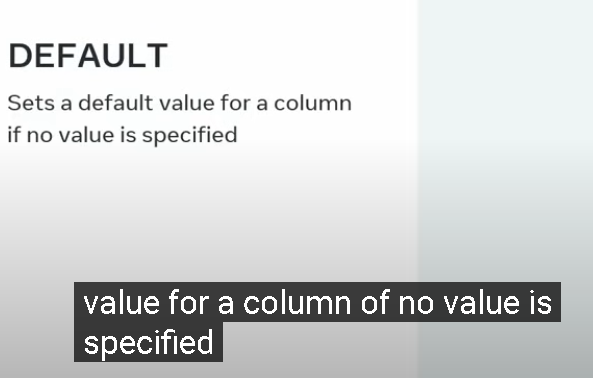 DEFAULT
Sets a default value for a column
if no value is specified
value for a column of no value is
specified